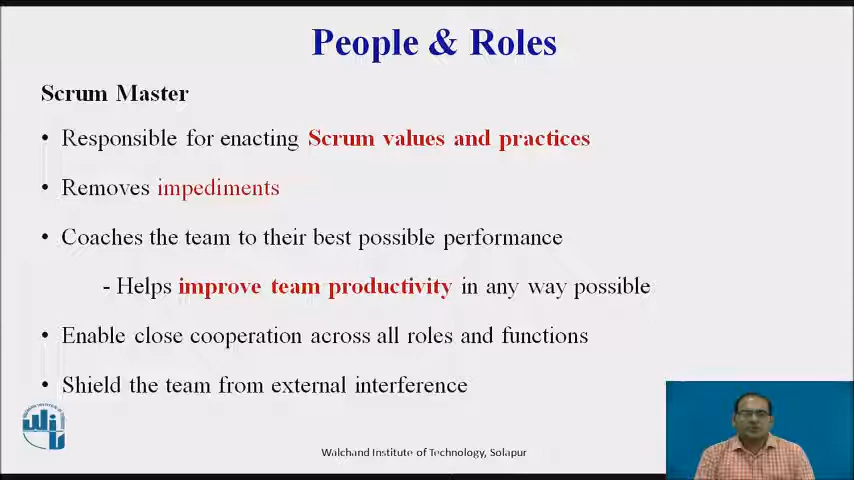 People & Roles
Scrum Master
• Responsible for enacting Scrum values and practices
• Removes impediments
• Coaches the team to their best possible performance
- Helps improve team productivity in any way possible
• Enable close cooperation across all roles and functions
• Shield the team from external interference
Walchand Institute of Technology, Solapur